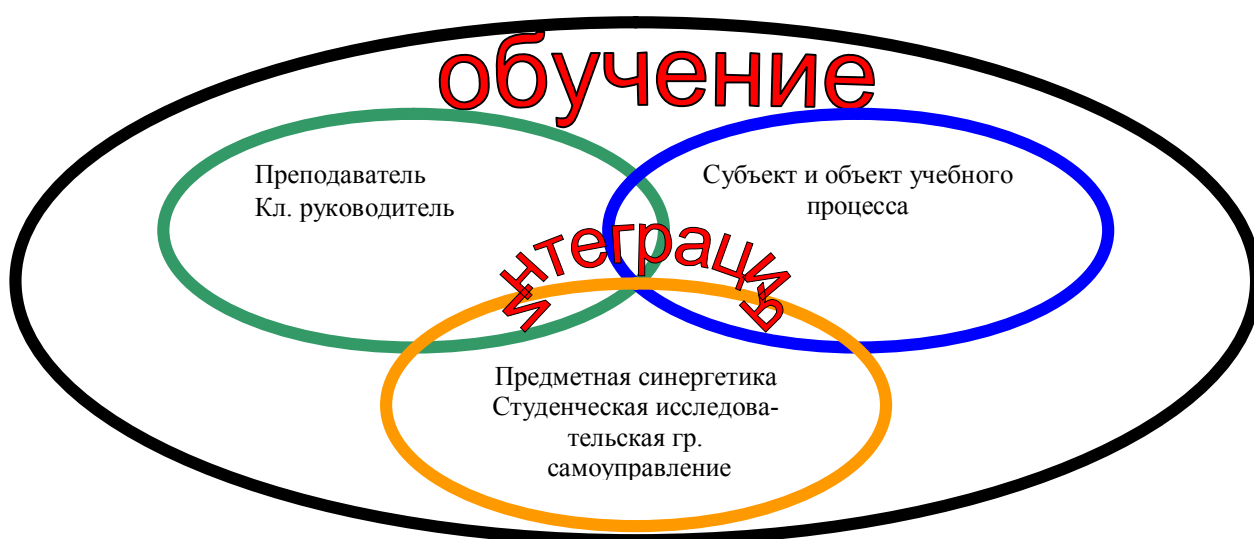 обучение
Преподаватель
Кл. руководитель
Субъект и объект учебного
процесса
интеграция
Предметная синергетика
Студенческая исследова-
тельская гр.
самоуправление